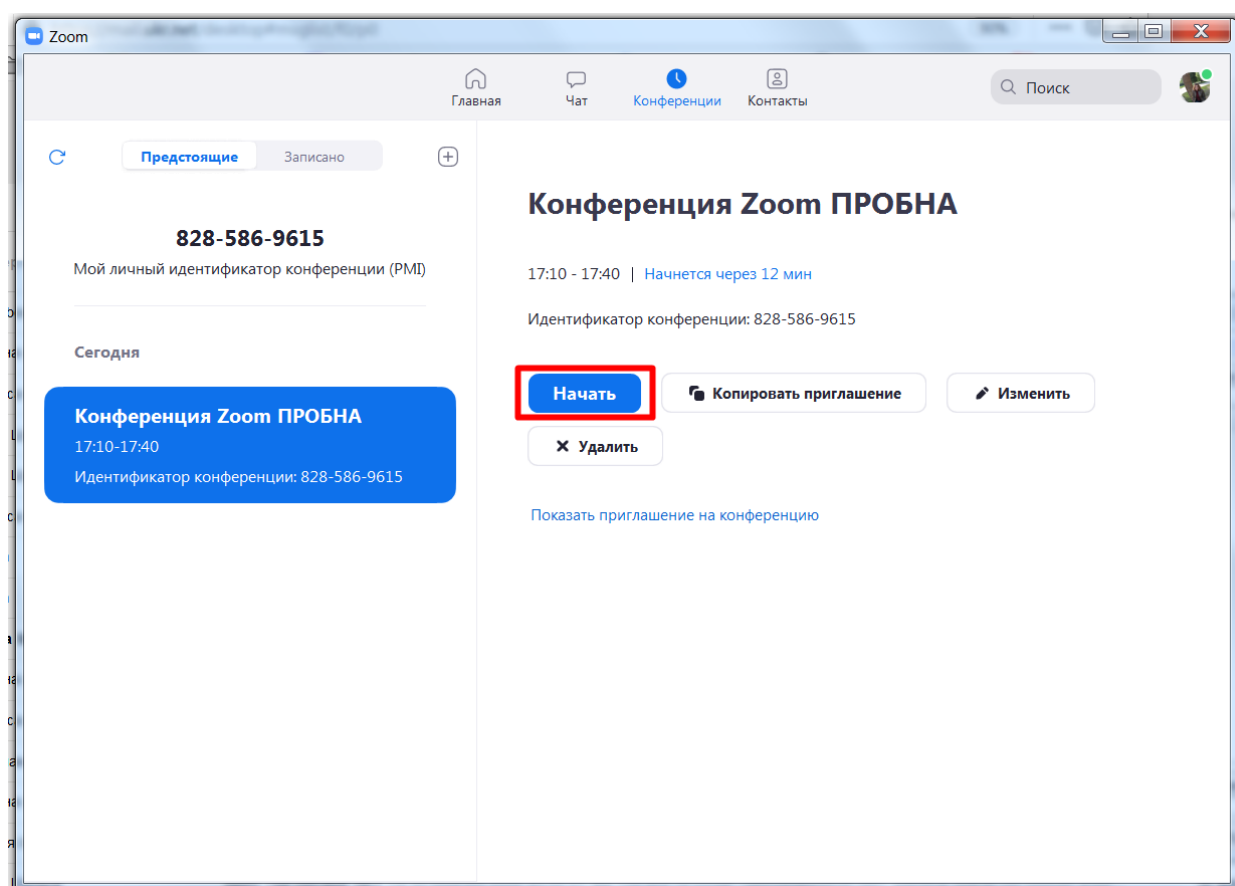 Zoom
Главная
Чат
Конференции
Контакты
Поиск
Предстоящие
Записано
828-586-9615
Мой личный идентификатор конференции (PMI)
Сегодня
Конференция Zoom ПРОБНА
17:10-17:40
Идентификатор конференции: 828-586-9615
Конференция Zoom ПРОБНА
17:10 - 17:40 | Начнется через 12 мин
Идентификатор конференции: 828-586-9615
Начать
Копировать приглашение
Изменить
Удалить
Показать приглашение на конференцию